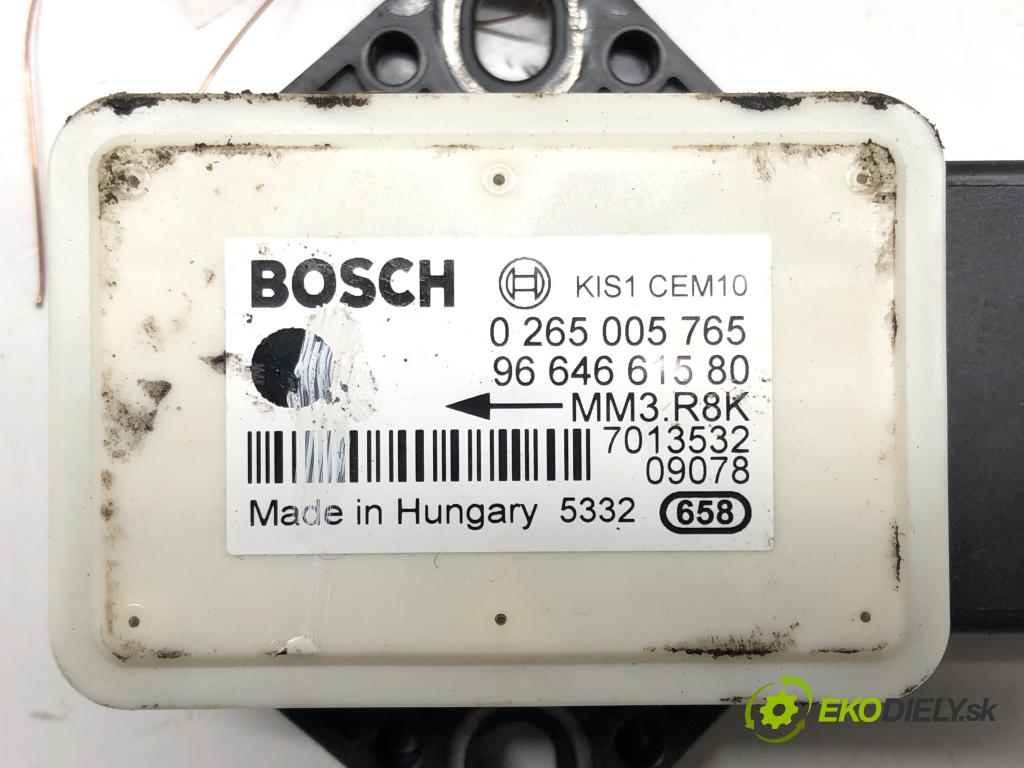 BOSCH KIS1 CEM10
0 265 005 765
96 646 615 80
MM3.R8K
7013532
09078
Made in Hungary 5332 658
EKODIELY.sk